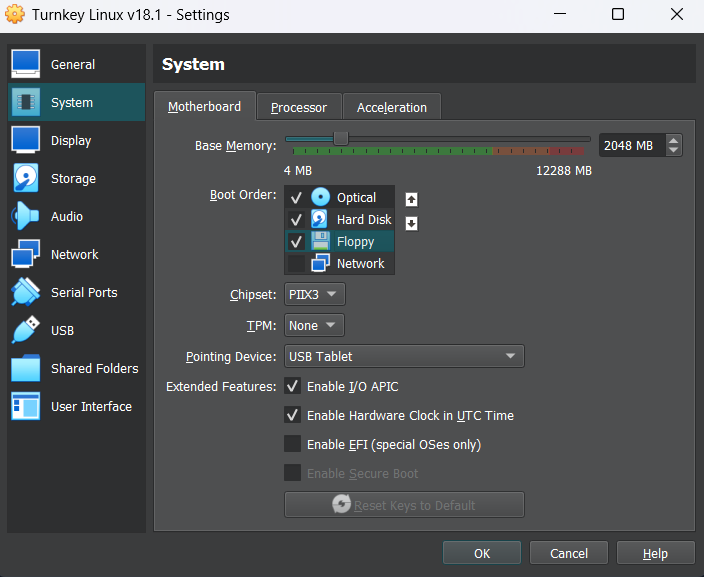 Turnkey Linux v18.1 - Settings
General
System
Display
Storage
Audio
Network
Serial Ports
USB
Shared Folders
User Interface
System
Motherboard Processor Acceleration
Base Memory: 2048 MB
4 MB 12288 MB
Boot Order: Optical
Hard Disk
Floppy
Network
Chipset: PIIX3
TPM: None
Pointing Device: USB Tablet
Extended Features: Enable I/O APIC
Enable Hardware Clock in UTC Time
Enable EFI (special OSes only)
Enable Secure Boot
Reset Keys to Default
OK Cancel Help